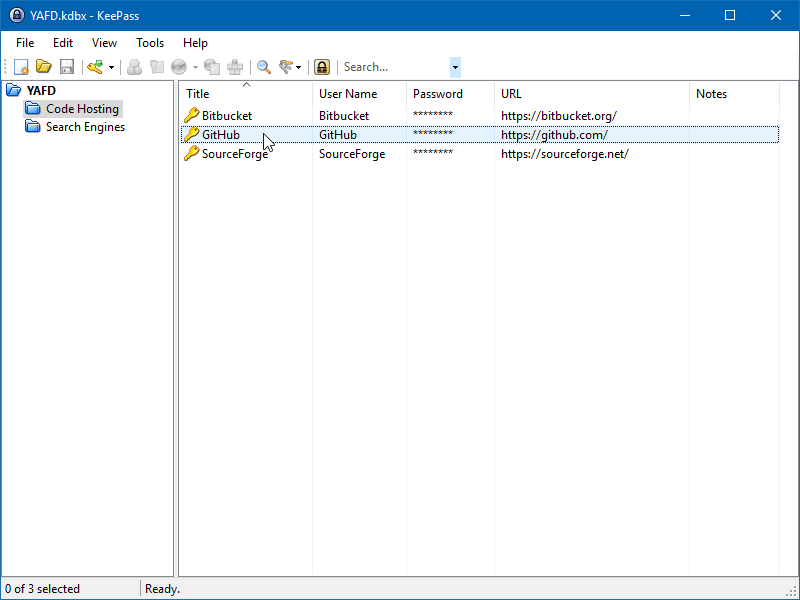 YAFD.kdbx - KeePass
File Edit View Tools Help
Search...
YAFD
Code Hosting
Search Engines
Title User Name Password URL Notes
Bitbucket Bitbucket ******** https://bitbucket.org/
GitHub GitHub ******** https://github.com/
SourceForge SourceForge ******** https://sourceforge.net/
0 of 3 selected Ready.